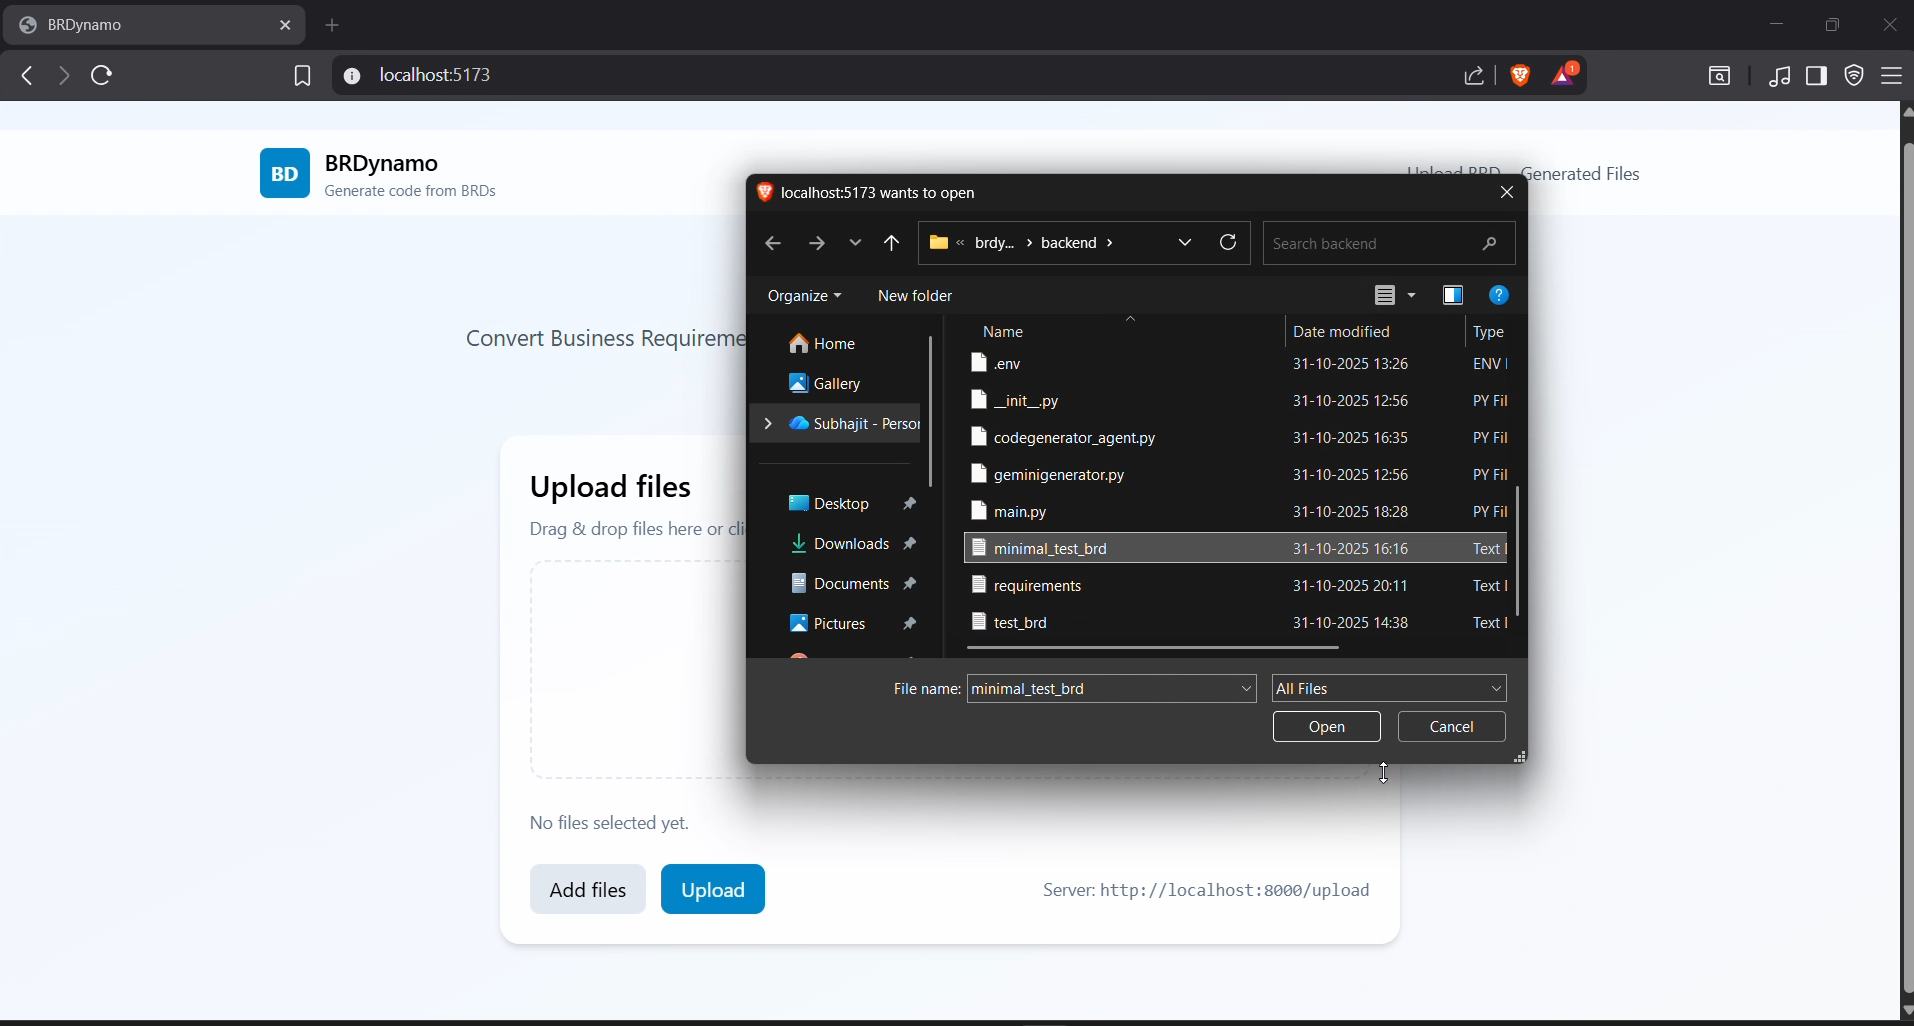 BRDynamo
localhost:5173
1
BD
BRDynamo
Generate code from BRDs
Upload BRD
Generated Files
Convert Business Requireme
Upload files
Drag & drop files here or cli
No files selected yet.
Add files
Upload
Server: http://localhost:8000/upload
localhost:5173 wants to open
« brdy... › backend ›
Search backend
Organize
New folder
?
Home
Gallery
Subhajit - Person
Desktop
Downloads
Documents
Pictures
Name Date modified Type
.env 31-10-2025 13:26 ENV
__init__.py 31-10-2025 12:56 PY Fil
codegenerator_agent.py 31-10-2025 16:35 PY Fil
geminigenerator.py 31-10-2025 12:56 PY Fil
main.py 31-10-2025 18:28 PY Fil
minimal_test_brd 31-10-2025 16:16 Text
requirements 31-10-2025 20:11 Text
test_brd 31-10-2025 14:38 Text
File name: minimal_test_brd
All Files
Open
Cancel